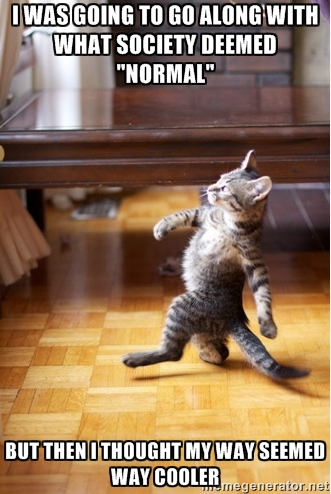 I WAS GOING TO GO ALONG WITH
WHAT SOCIETY DEEMED
"NORMAL"
BUT THEN I THOUGHT MY WAY SEEMED
WAY COOLER
memegenerator.net